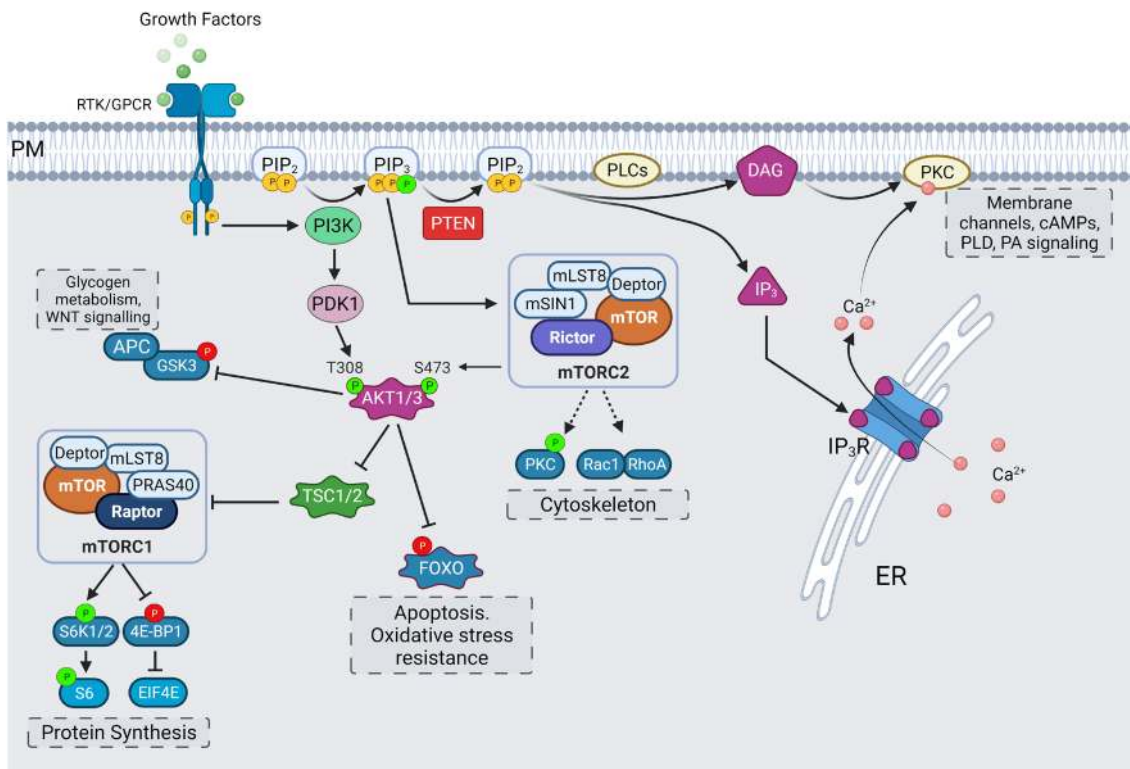 Growth Factors
RTK/GPCR
PM
PIP2
P P
PIP3
P P P
PIP2
P P
PLCs
DAG
PKC
P P
PI3K
PTEN
Membrane
channels, cAMPs,
PLD, PA signaling
Glycogen
metabolism,
WNT signalling
PDK1
mLST8
Deptor
mSIN1
mTOR
Rictor
mTORC2
IP3
Ca2+
APC
P
GSK3
T308
S473
P P
AKT1/3
IP3R
Ca2+
P
PKC
Rac1
RhoA
Cytoskeleton
Deptor
mLST8
mTOR
PRAS40
Raptor
mTORC1
TSC1/2
P
FOXO
ER
Apoptosis.
Oxidative stress
resistance
P
S6K1/2
P
4E-BP1
P
S6
EIF4E
Protein Synthesis